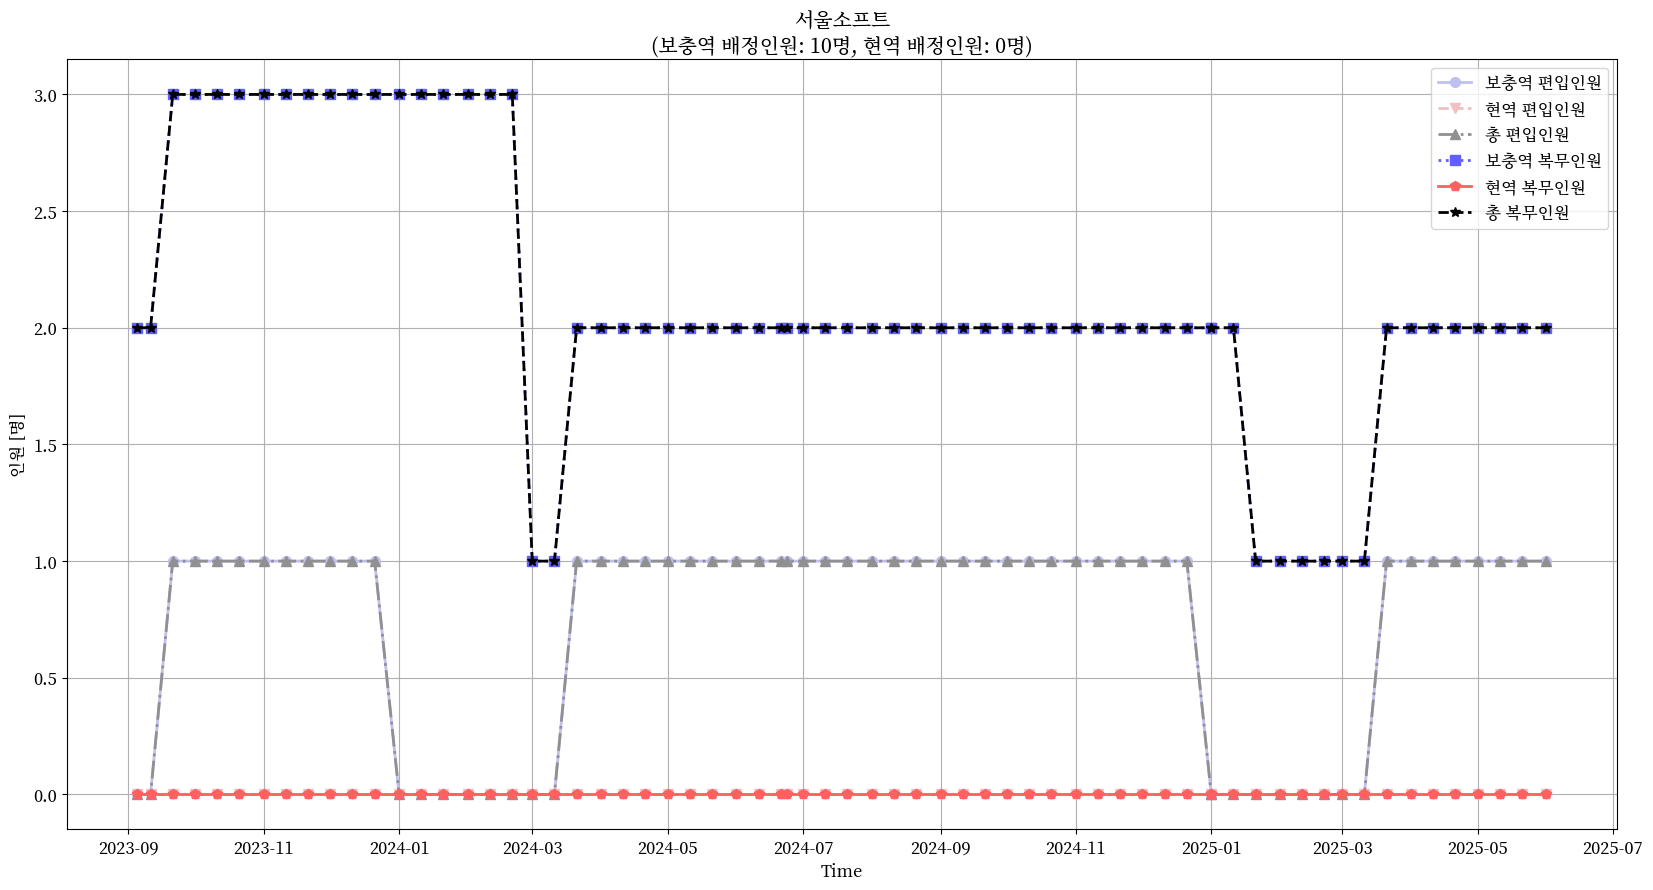 서울소프트
(보충역 배정인원: 10명, 현역 배정인원: 0명)
보충역 편입인원
현역 편입인원
총 편입인원
보충역 복무인원
현역 복무인원
총 복무인원
인원 [명]
3.0
2.5
2.0
1.5
1.0
0.5
0.0
2023-09 2023-11 2024-01 2024-03 2024-05 2024-07 2024-09 2024-11 2025-01 2025-03 2025-05 2025-07
Time